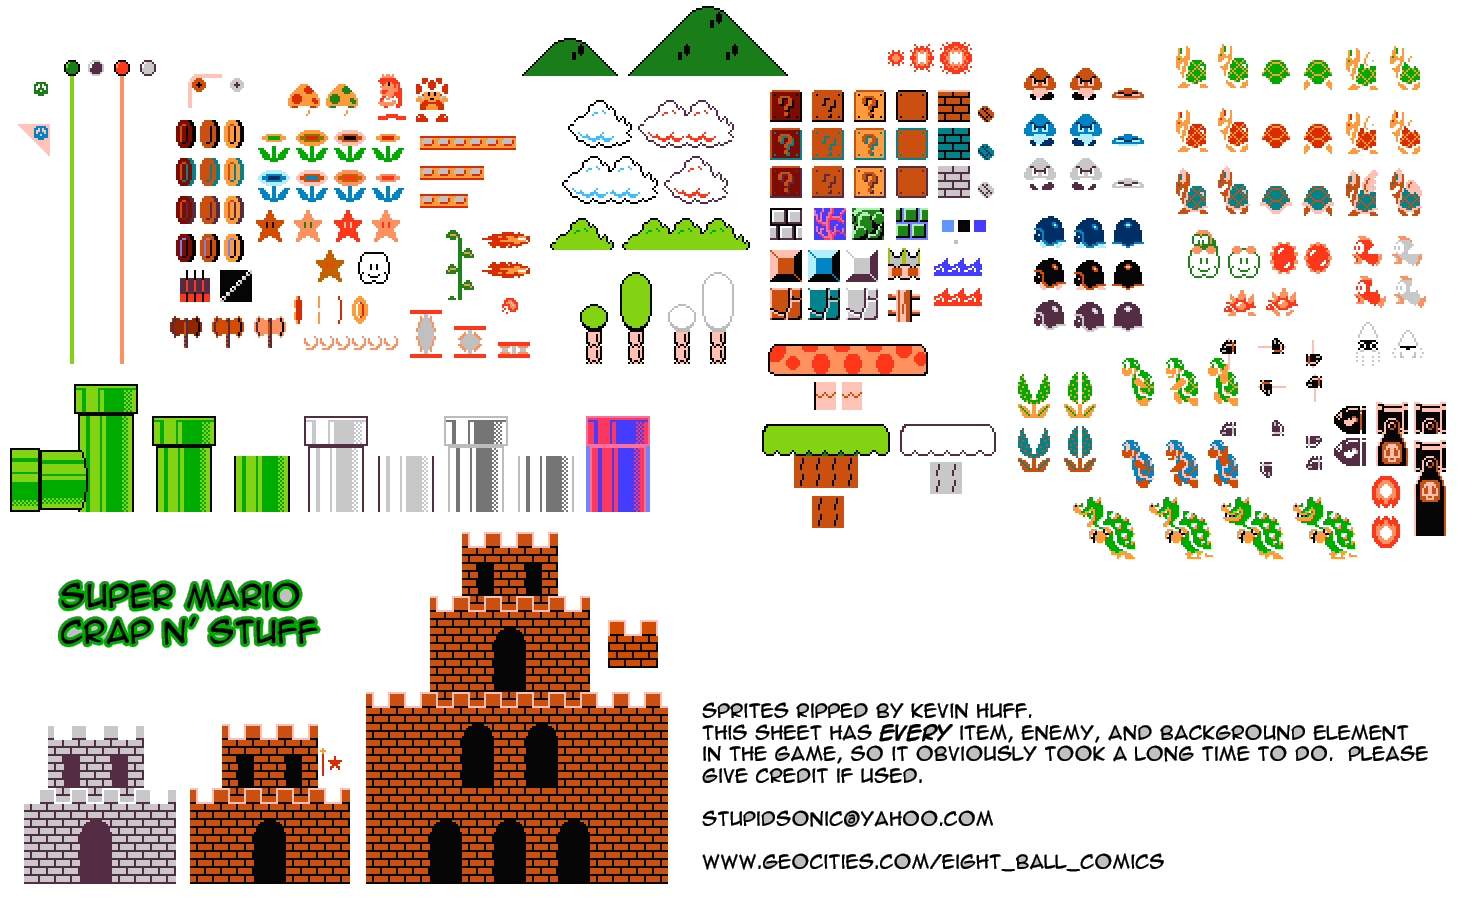 SUPER MARIO
CRAP N' STUFF
SPRITES RIPPED BY KEVIN HUFF.
THIS SHEET HAS EVERY ITEM, ENEMY, AND BACKGROUND ELEMENT
IN THE GAME, SO IT OBVIOUSLY TOOK A LONG TIME TO DO. PLEASE
GIVE CREDIT IF USED.
STUPIDSONIC@YAHOO.COM
WWW.GEOCITIES.COM/EIGHT_BALL_COMICS